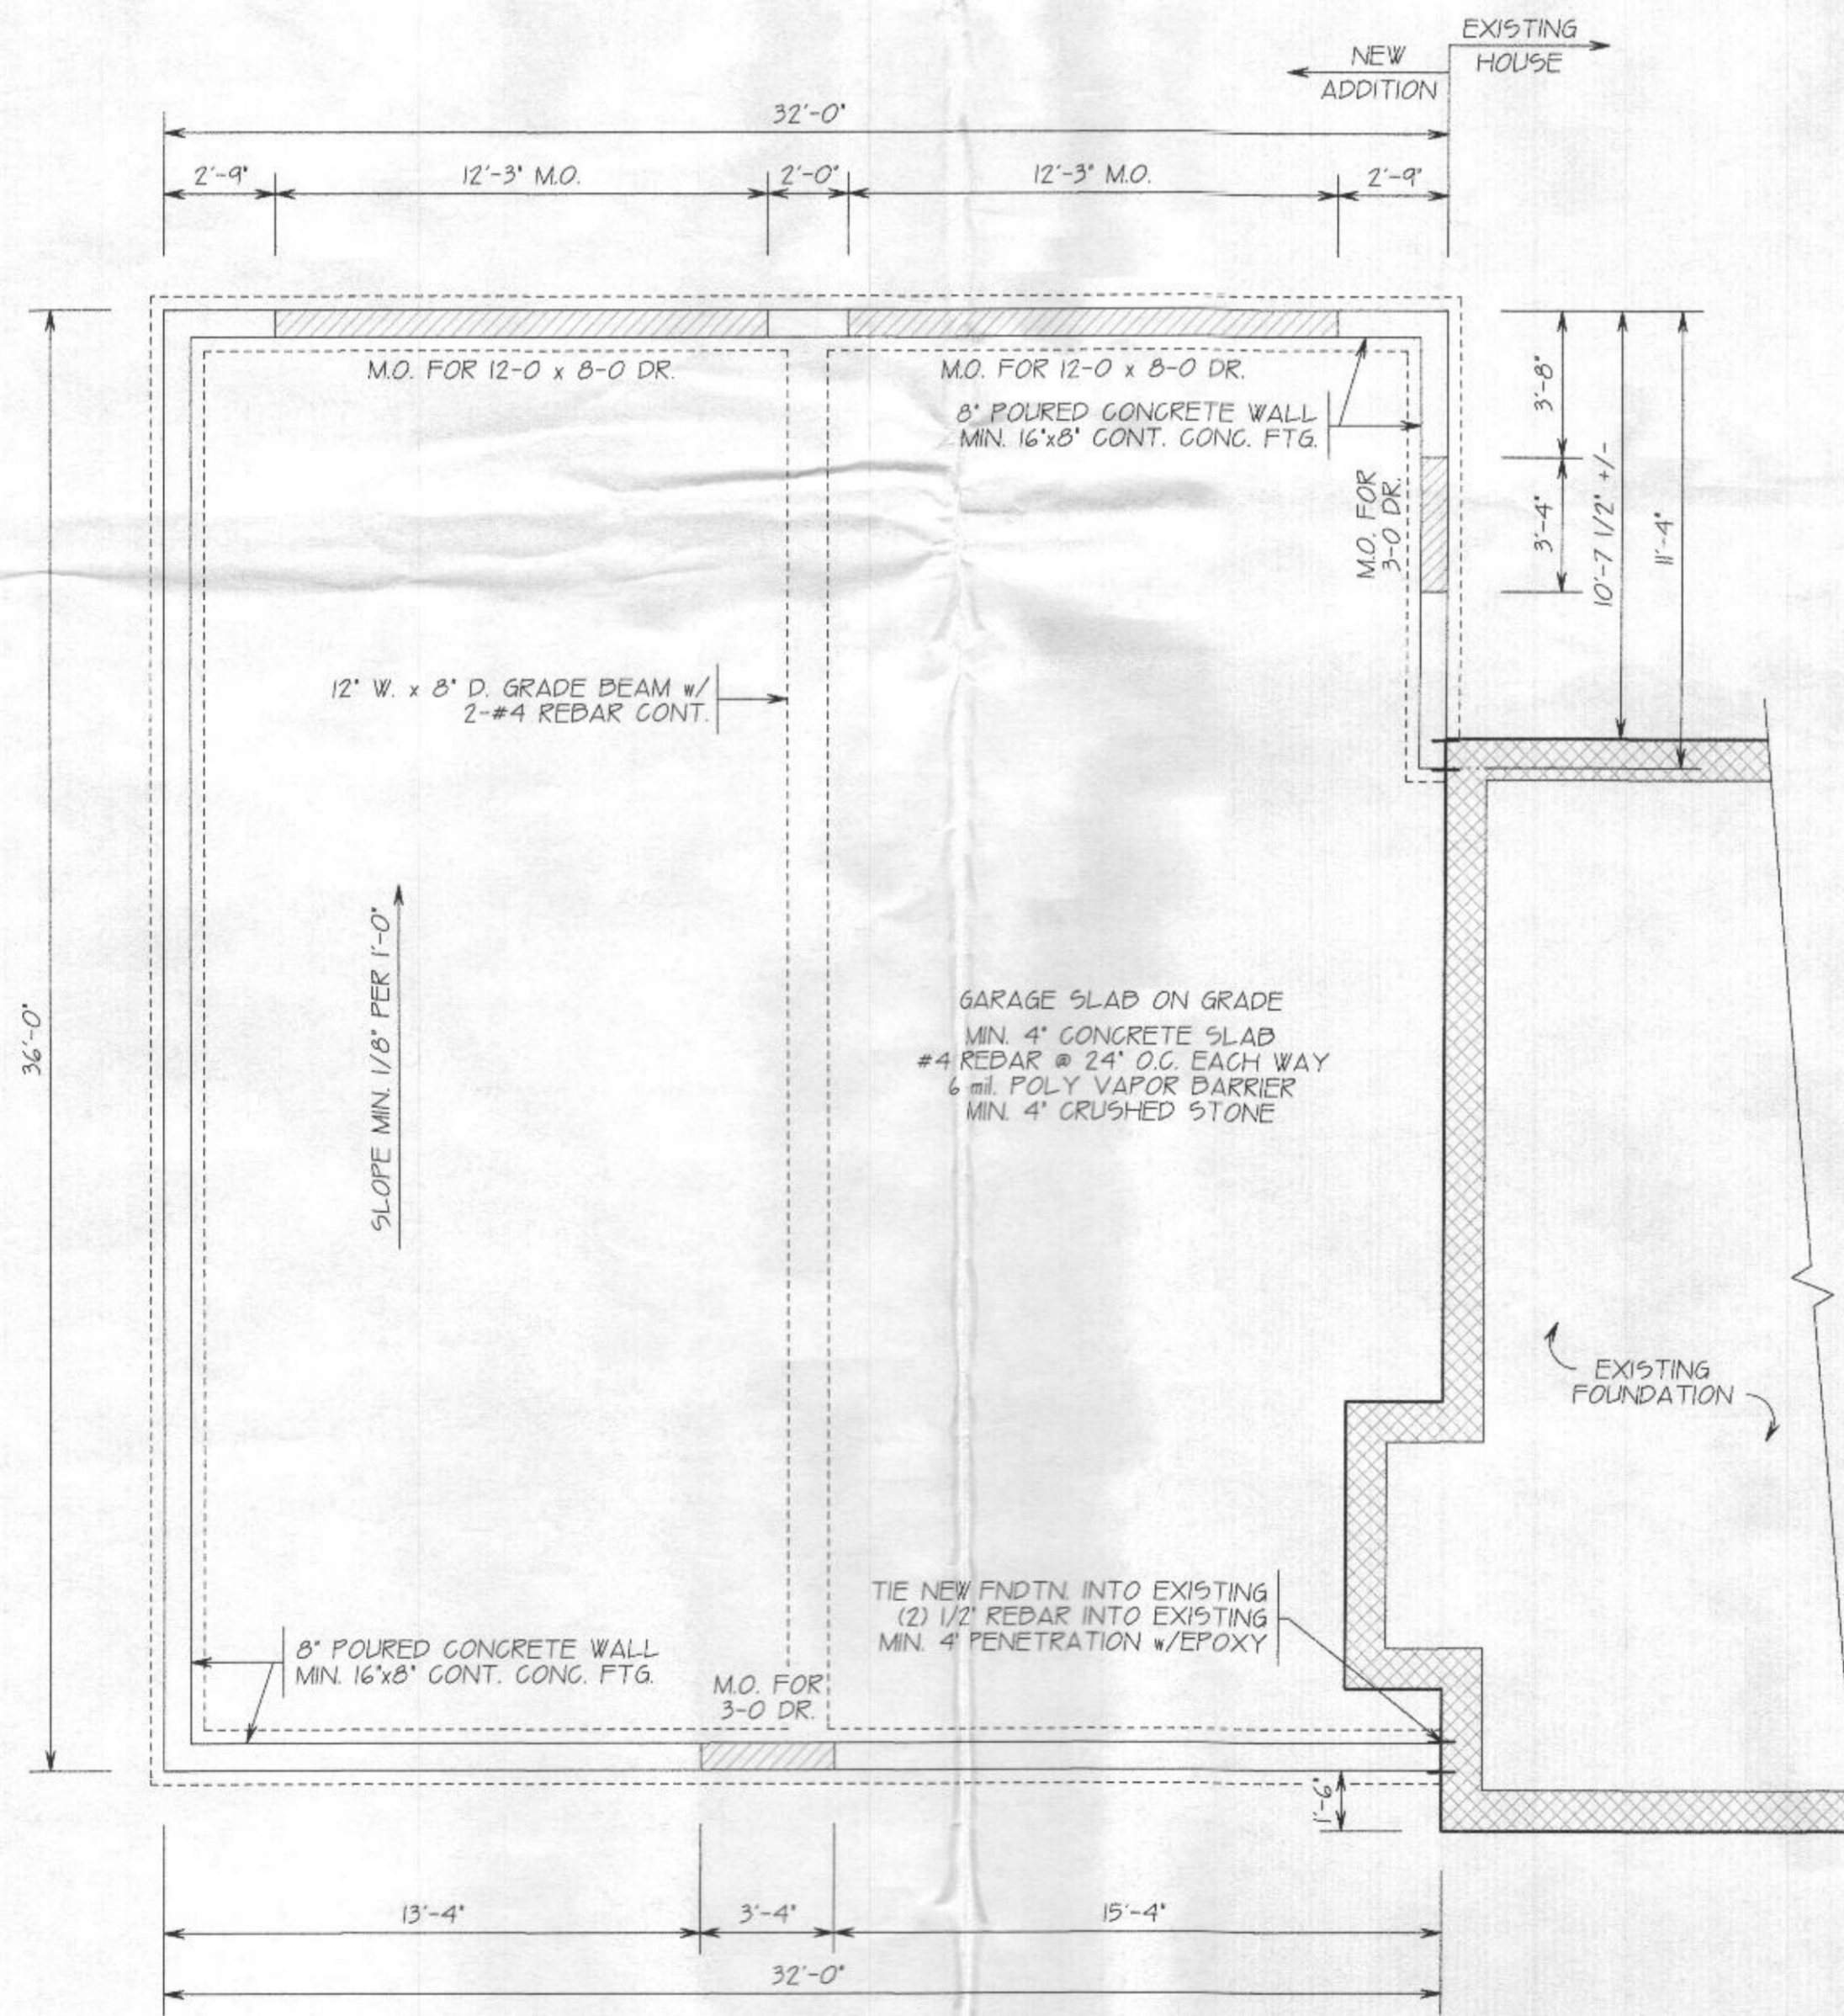 EXISTING
HOUSE
NEW
ADDITION
32'-0"
2'-9"
12'-3" M.O.
2'-0"
12'-3" M.O.
2'-9"
M.O. FOR 12-0 x 8-0 DR.
M.O. FOR 12-0 x 8-0 DR.
8" POURED CONCRETE WALL
MIN. 16"x8" CONT. CONC. FTG.
M.O. FOR
3-0 DR.
3'-8"
3'-4"
10'-7 1/2" +/-
11'-4"
12" W. x 8" D. GRADE BEAM w/
2-#4 REBAR CONT.
SLOPE MIN. 1/8" PER 1'-0"
36'-0"
GARAGE SLAB ON GRADE
MIN. 4" CONCRETE SLAB
#4 REBAR @ 24" O.C. EACH WAY
6 mil. POLY VAPOR BARRIER
MIN. 4" CRUSHED STONE
EXISTING
FOUNDATION
TIE NEW FNDTN. INTO EXISTING
(2) 1/2" REBAR INTO EXISTING
MIN. 4" PENETRATION w/EPOXY
8" POURED CONCRETE WALL
MIN. 16"x8" CONT. CONC. FTG.
M.O. FOR
3-0 DR.
1'-6"
13'-4"
3'-4"
15'-4"
32'-0"